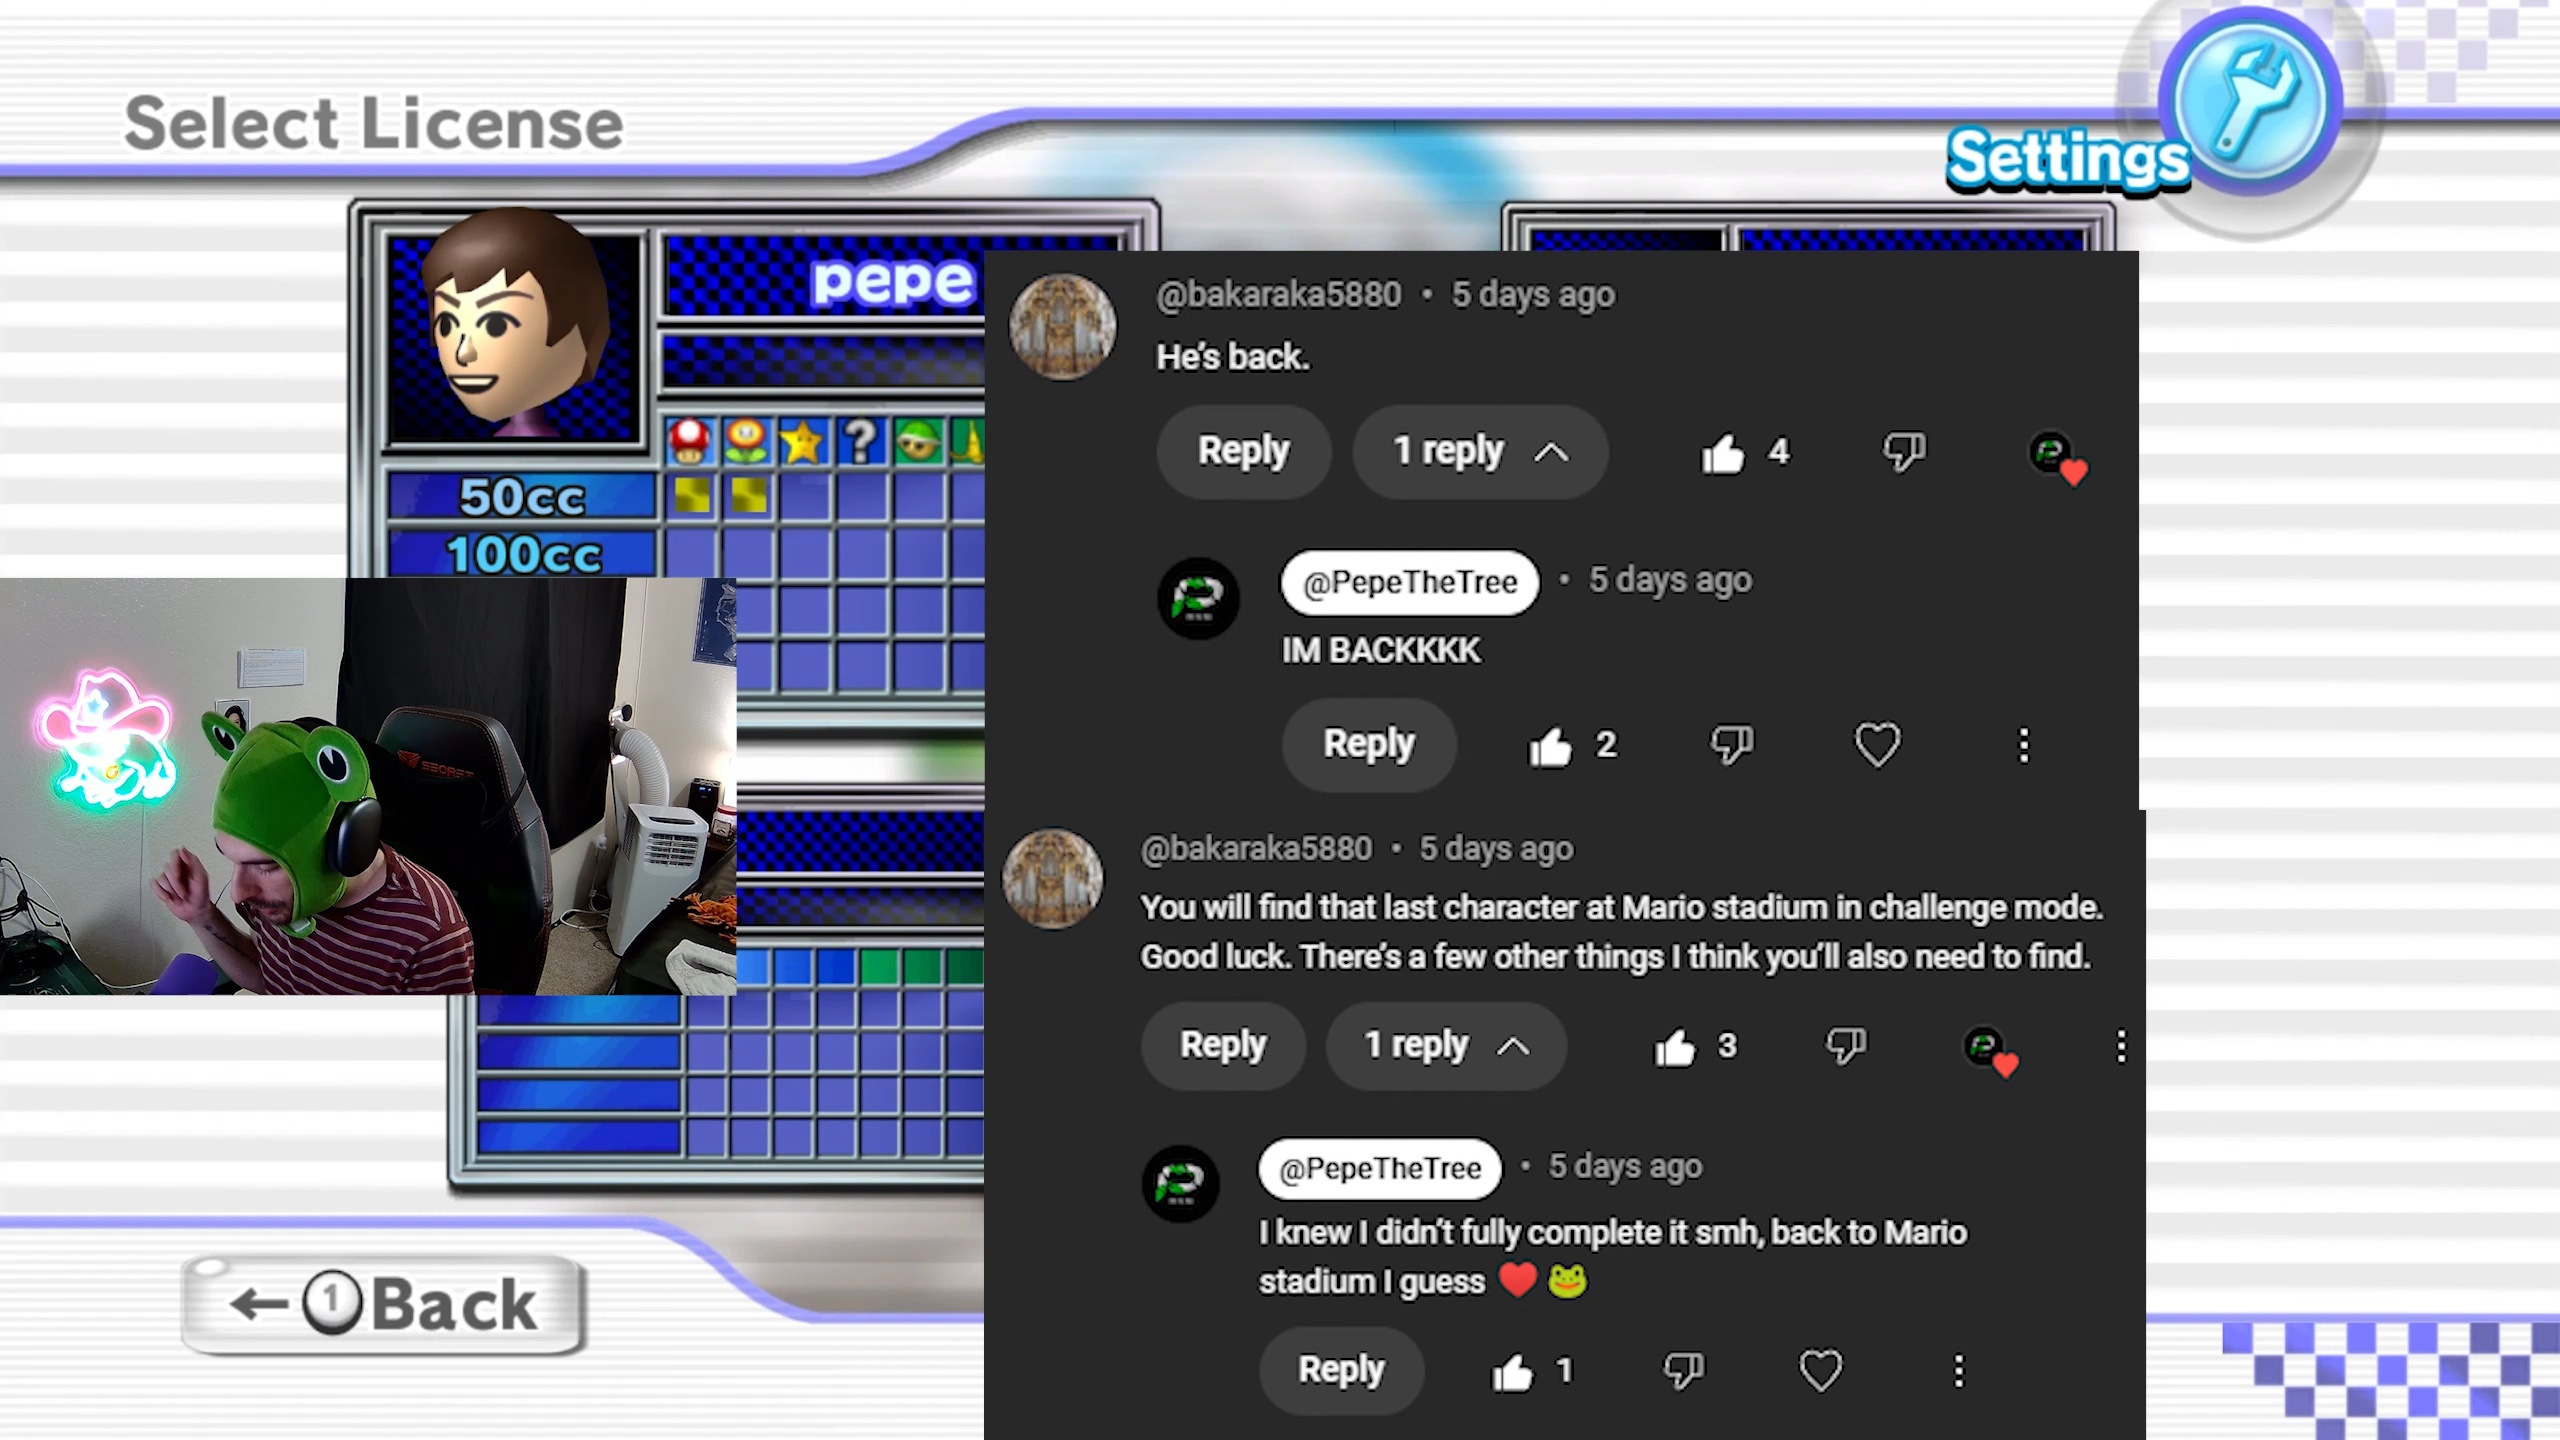 Select License
Settings
pepe
50cc
100cc
@bakaraka5880 • 5 days ago
He's back.
Reply
1 reply
4
@PepeTheTree • 5 days ago
IM BACKKKK
Reply
2
@bakaraka5880 • 5 days ago
You will find that last character at Mario stadium in challenge mode.
Good luck. There's a few other things I think you'll also need to find.
Reply
1 reply
3
@PepeTheTree • 5 days ago
I knew I didn't fully complete it smh, back to Mario
stadium I guess ❤️ 🐸
Reply
1
SECRET
← 1 Back